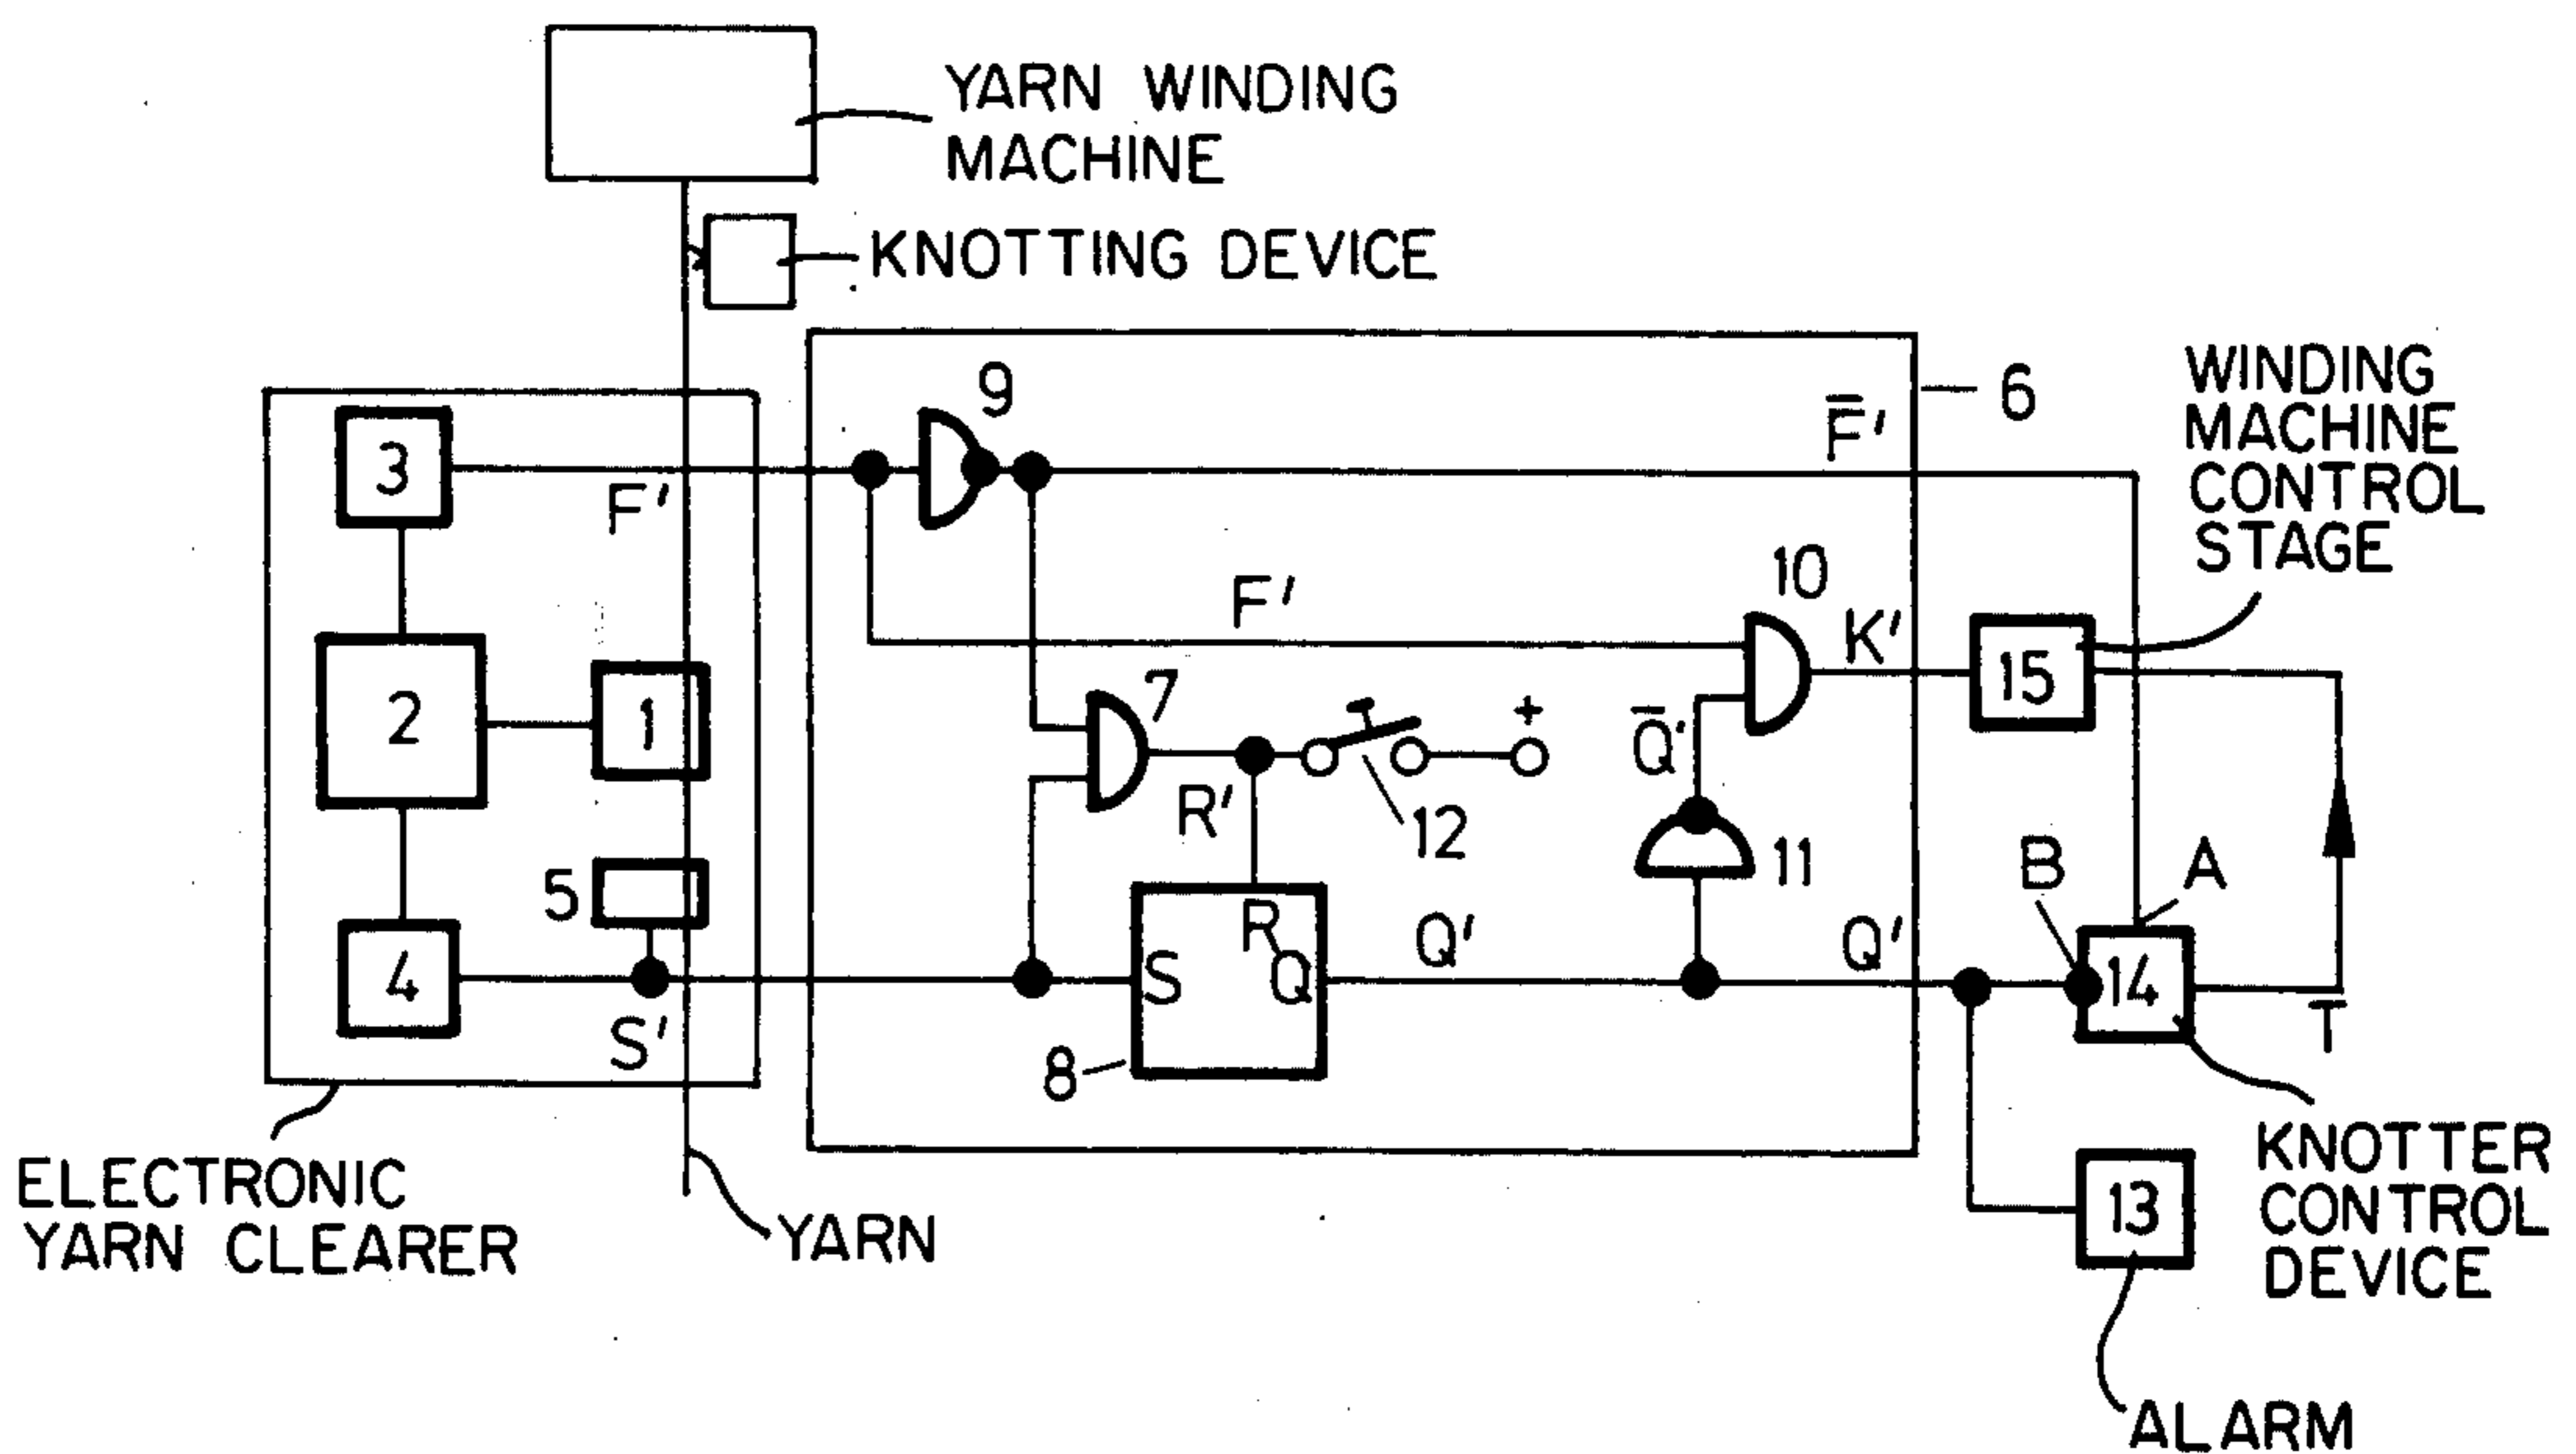 YARN WINDING
MACHINE
KNOTTING DEVICE
WINDING
MACHINE
CONTROL
STAGE
6
9
F̅'
3
F'
F'
10
K'
15
2
1
7
+
Q̅'
R'
12
11
B
A
5
4
S'
S
R
Q
Q'
Q'
14
T
8
13
KNOTTER
CONTROL
DEVICE
ELECTRONIC
YARN CLEARER
YARN
ALARM